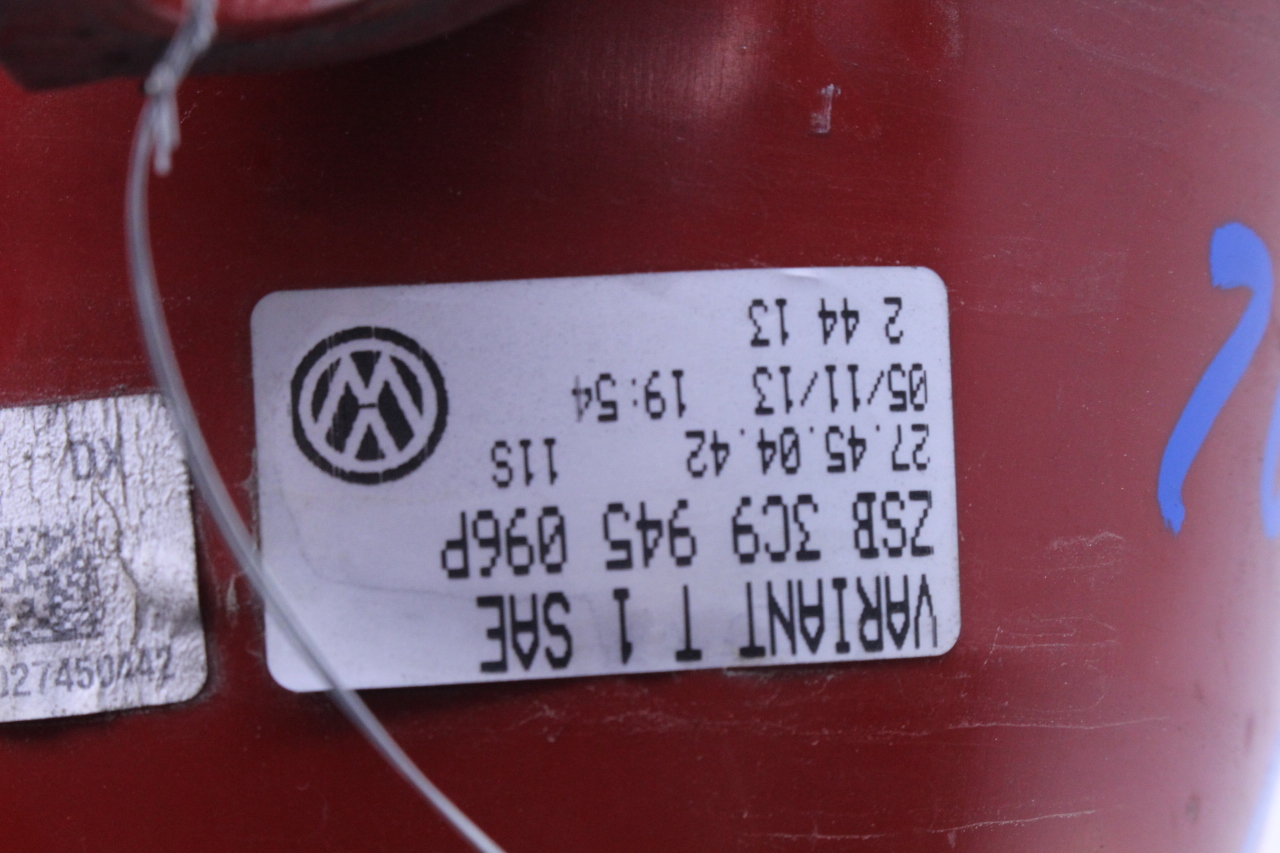 VARIANT T 1 SAE
ZSB 3C9 945 096P
27.45.04.42 11S
05/11/13 19:54
2 44 13
027450442